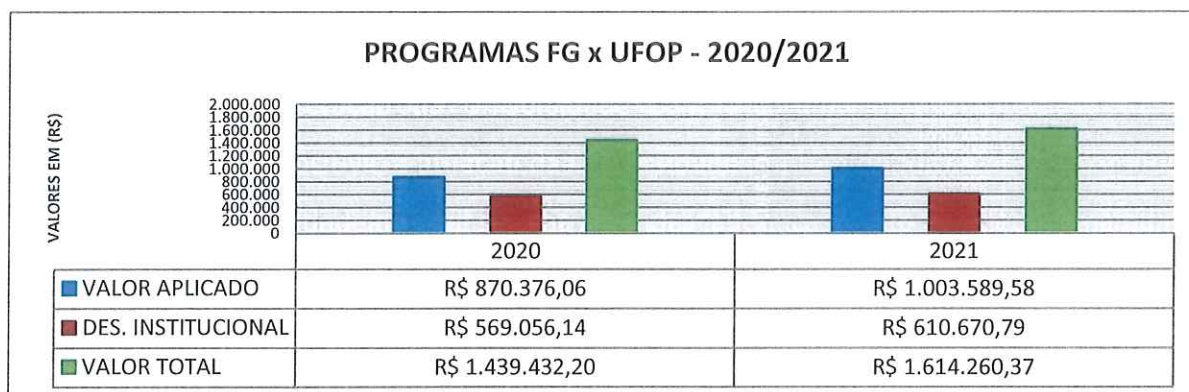 PROGRAMAS FG x UFOP - 2020/2021
VALORES EM (R$)
2.000.000
1.800.000
1.600.000
1.400.000
1.200.000
1.000.000
800.000
600.000
400.000
200.000
0
2020 2021
VALOR APLICADO R$ 870.376,06 R$ 1.003.589,58
DES. INSTITUCIONAL R$ 569.056,14 R$ 610.670,79
VALOR TOTAL R$ 1.439.432,20 R$ 1.614.260,37